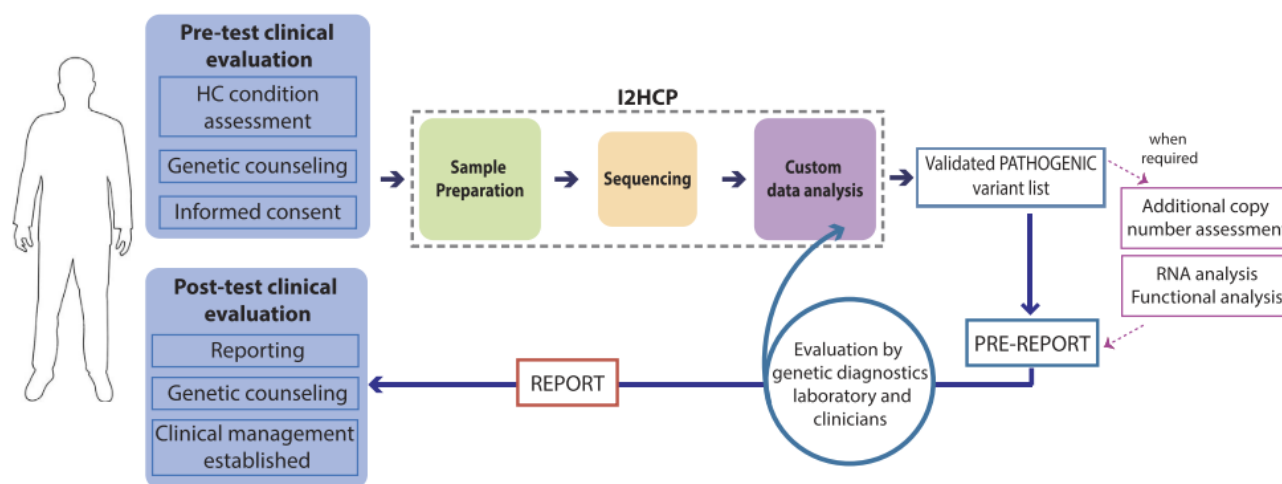 Pre-test clinical
evaluation
HC condition
assessment
Genetic counseling
Informed consent
I2HCP
Sample
Preparation
Sequencing
Custom
data analysis
Validated PATHOGENIC
variant list
when
required
Additional copy
number assessment
RNA analysis
Functional analysis
PRE-REPORT
Evaluation by
genetic diagnostics
laboratory and
clinicians
REPORT
Post-test clinical
evaluation
Reporting
Genetic counseling
Clinical management
established